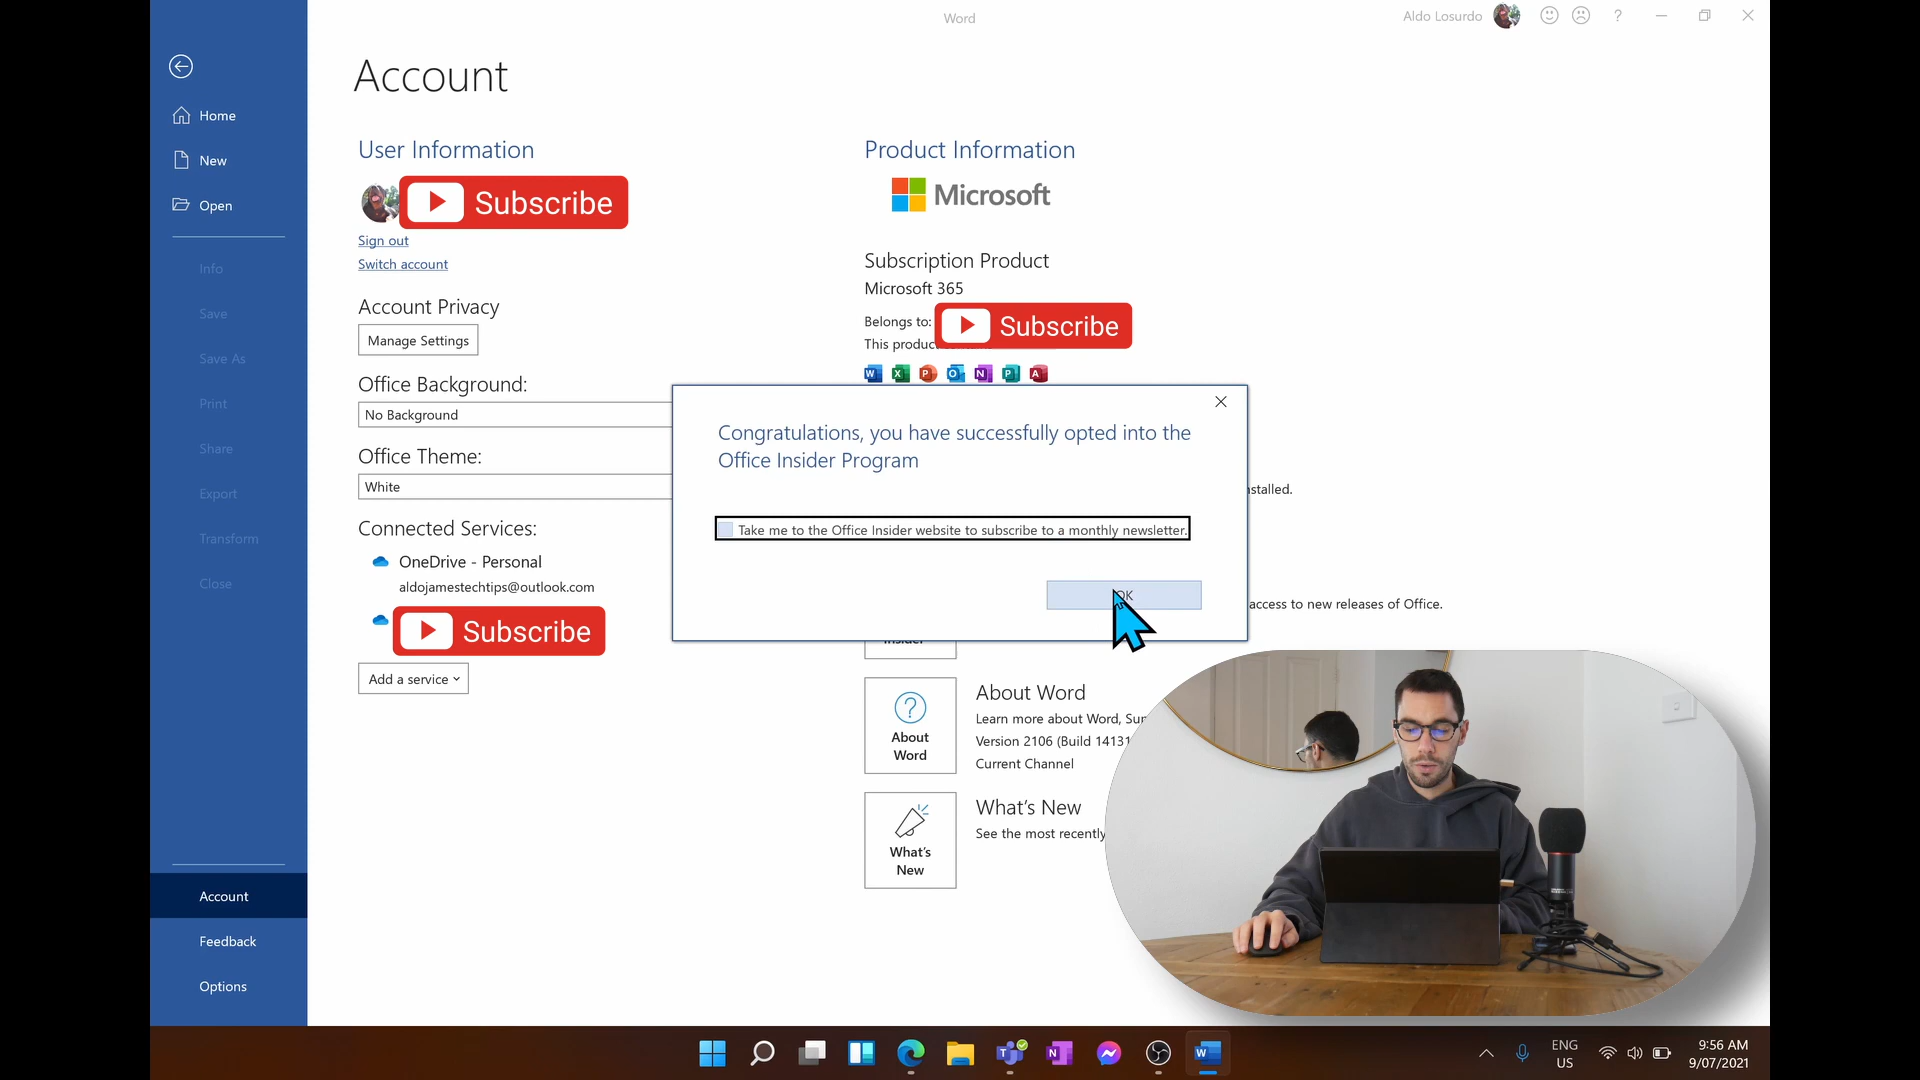 Word
Aldo Losurdo
?
Account
Home
New
Open
Info
Save
Save As
Print
Share
Export
Transform
Close
Account
Feedback
Options
User Information
Subscribe
Sign out
Switch account
Account Privacy
Manage Settings
Office Background:
No Background
Office Theme:
White
Connected Services:
OneDrive - Personal
aldojamestechtips@outlook.com
Subscribe
Add a service
Product Information
Microsoft
Subscription Product
Microsoft 365
Belongs to:
Subscribe
This produc
Congratulations, you have successfully opted into the
Office Insider Program
Take me to the Office Insider website to subscribe to a monthly newsletter.
OK
nstalled.
access to new releases of Office.
Insider
About
Word
About Word
Learn more about Word, Sup
Version 2106 (Build 14131
Current Channel
What's
New
What's New
See the most recently
ENG
US
9:56 AM
9/07/2021